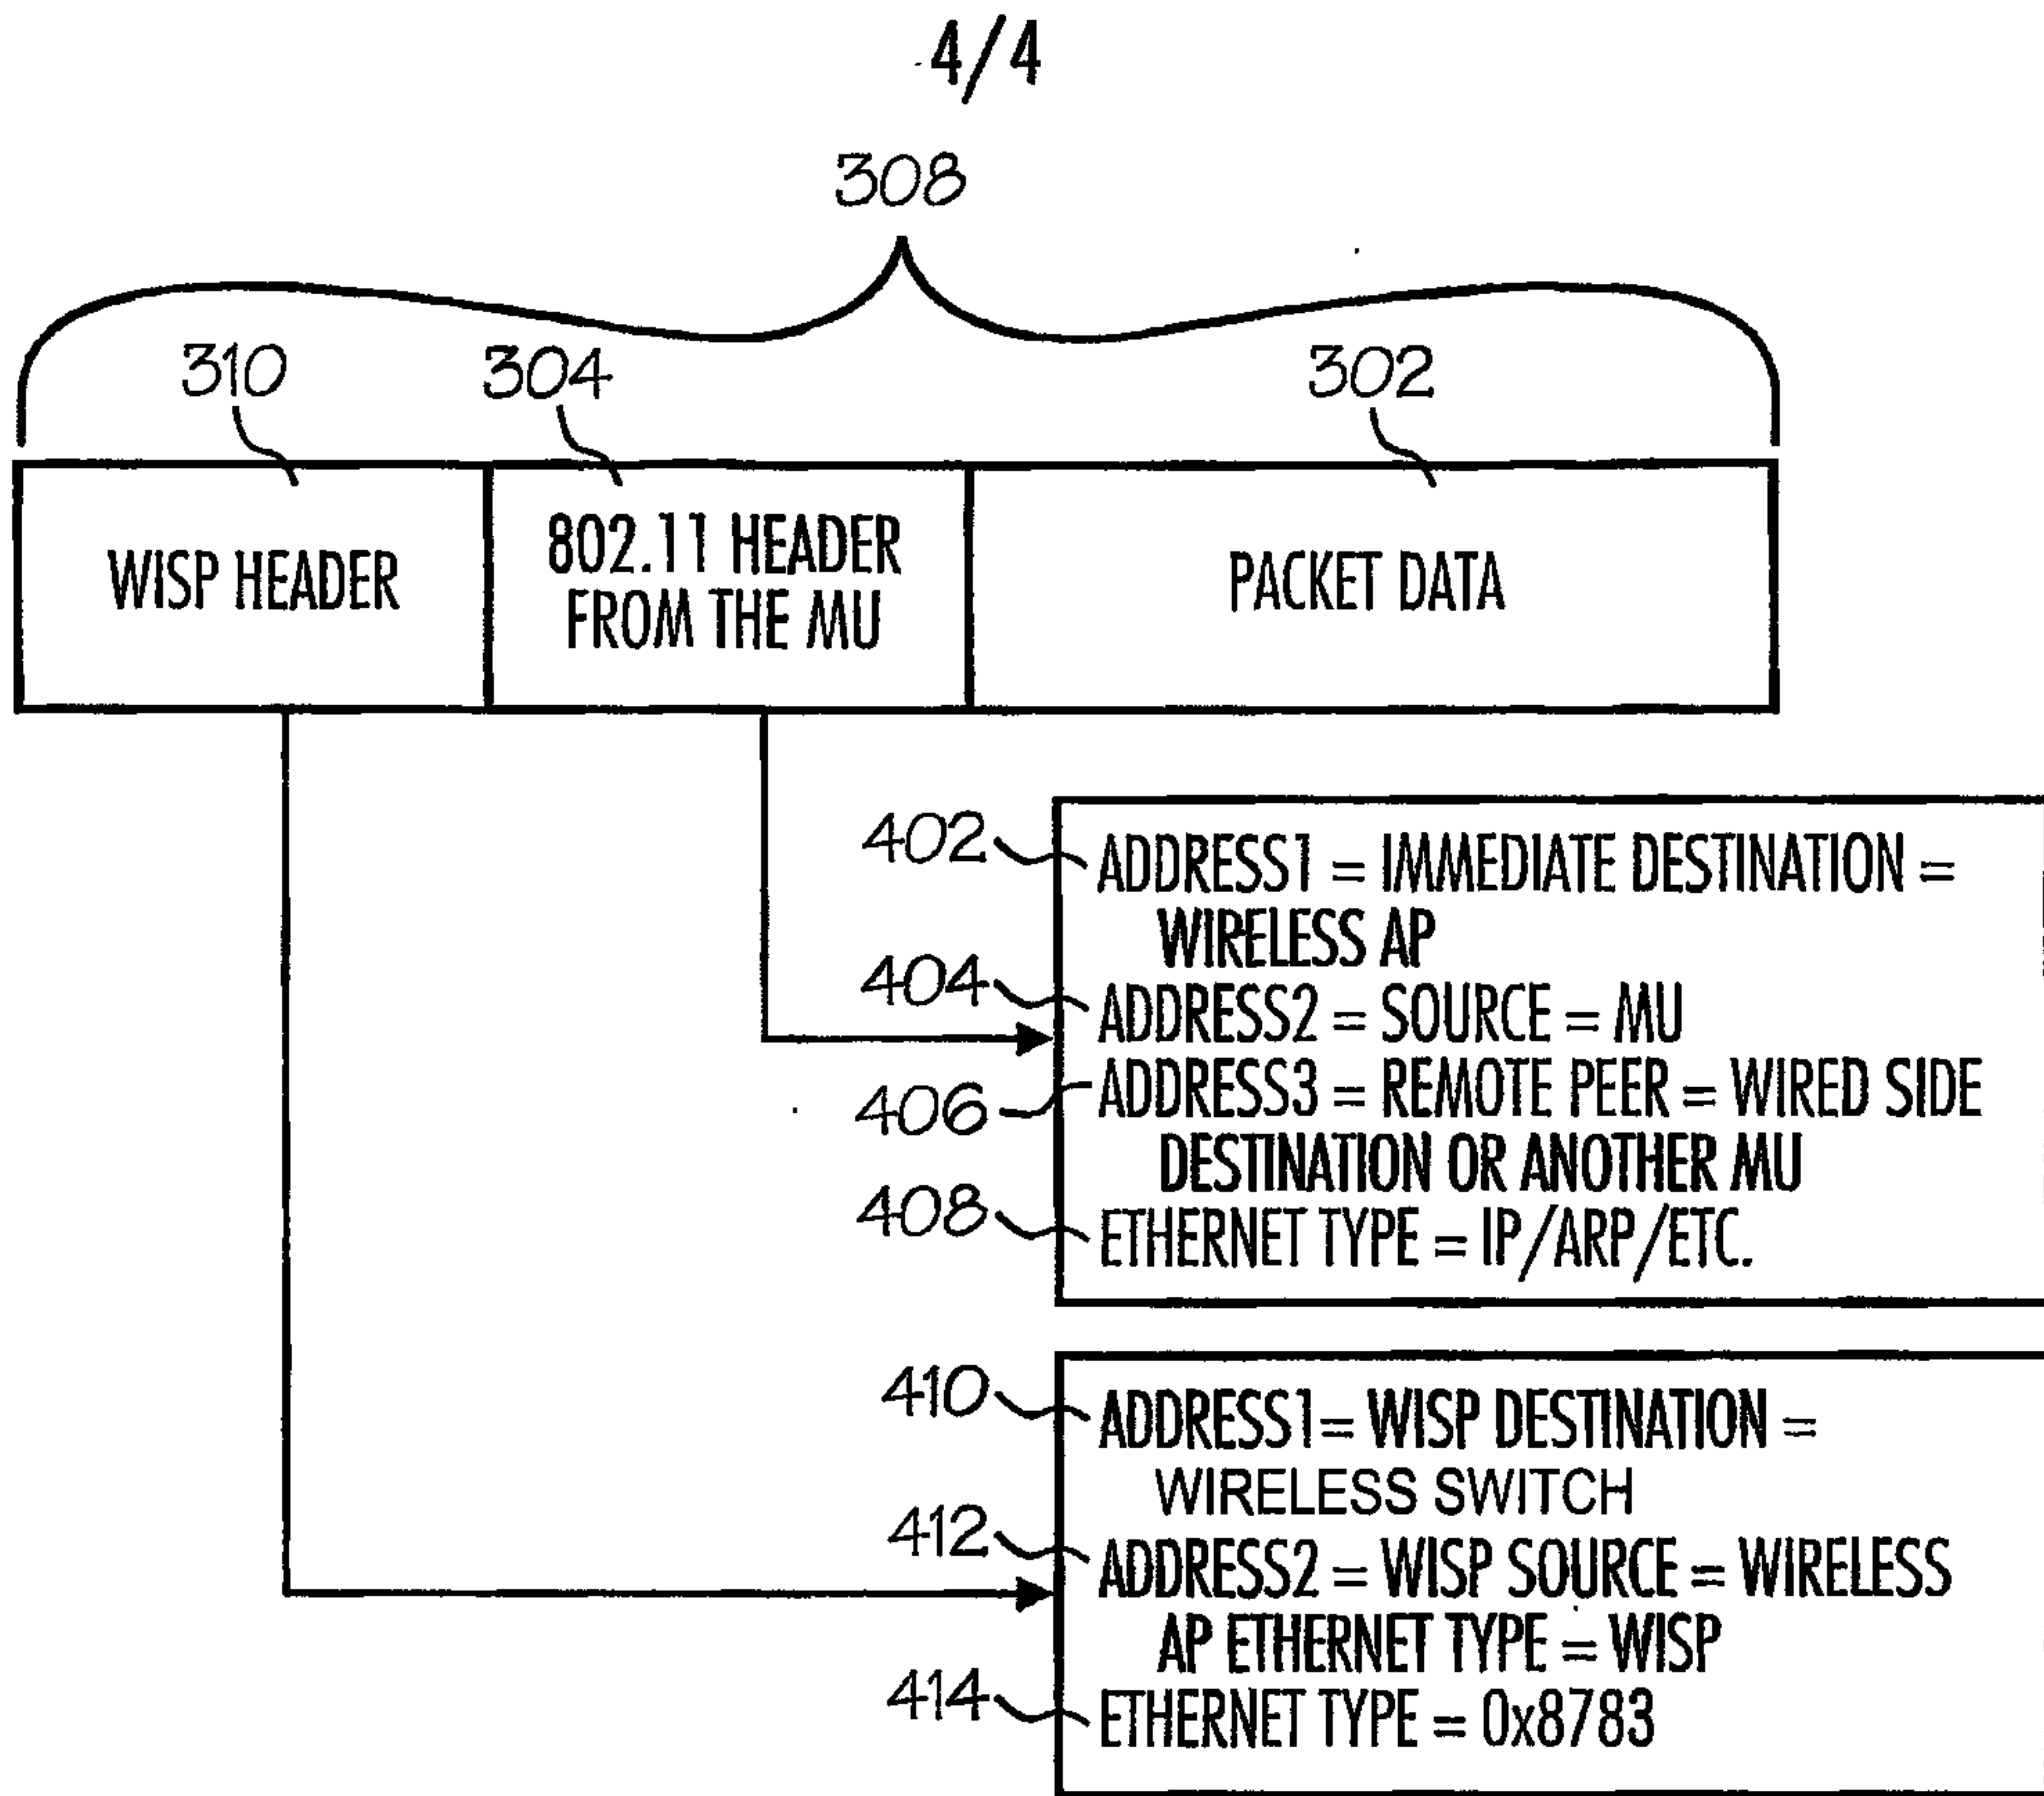 4/4
308
310
304
302
WISP HEADER
802.11 HEADER
FROM THE MU
PACKET DATA
402
ADDRESS1 = IMMEDIATE DESTINATION =
WIRELESS AP
404
ADDRESS2 = SOURCE = MU
406
ADDRESS3 = REMOTE PEER = WIRED SIDE
DESTINATION OR ANOTHER MU
408
ETHERNET TYPE = IP/ARP/ETC.
410
ADDRESS1= WISP DESTINATION =
WIRELESS SWITCH
412
ADDRESS2 = WISP SOURCE = WIRELESS
AP ETHERNET TYPE = WISP
414
ETHERNET TYPE = 0x8783